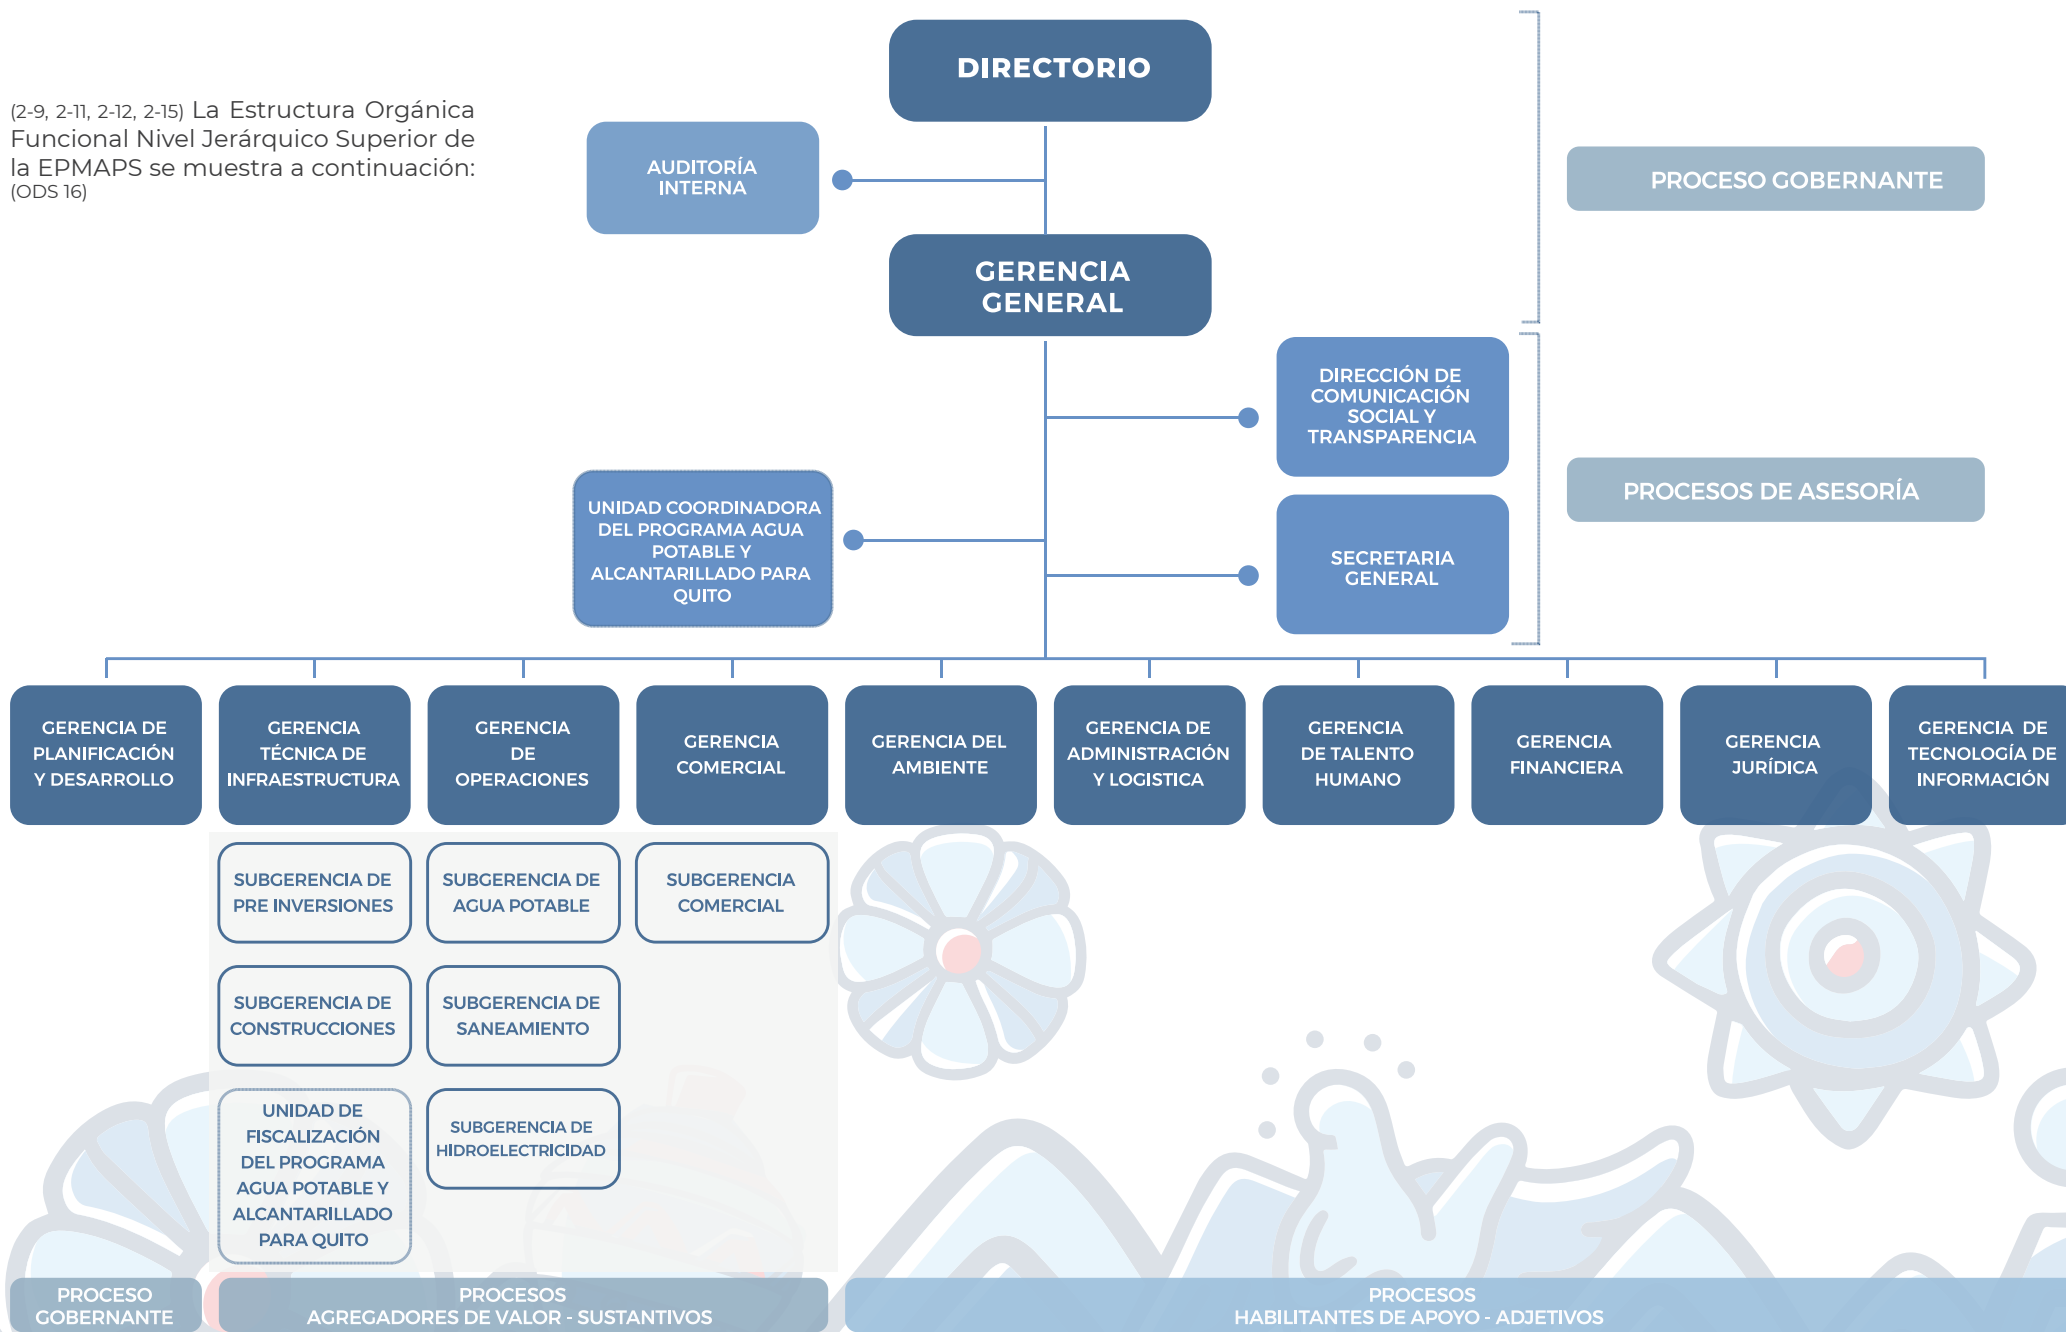 (2-9, 2-11, 2-12, 2-15) La Estructura Orgánica
Funcional Nivel Jerárquico Superior de
la EPMAPS se muestra a continuación:
(ODS 16)
DIRECTORIO
AUDITORÍA
INTERNA
PROCESO GOBERNANTE
GERENCIA
GENERAL
DIRECCIÓN DE
COMUNICACIÓN
SOCIAL Y
TRANSPARENCIA
PROCESOS DE ASESORÍA
UNIDAD COORDINADORA
DEL PROGRAMA AGUA
POTABLE Y
ALCANTARILLADO PARA
QUITO
SECRETARIA
GENERAL
GERENCIA DE
PLANIFICACIÓN
Y DESARROLLO
GERENCIA
TÉCNICA DE
INFRAESTRUCTURA
GERENCIA
DE
OPERACIONES
GERENCIA
COMERCIAL
GERENCIA DEL
AMBIENTE
GERENCIA DE
ADMINISTRACIÓN
Y LOGISTICA
GERENCIA
DE TALENTO
HUMANO
GERENCIA
FINANCIERA
GERENCIA
JURÍDICA
GERENCIA DE
TECNOLOGÍA DE
INFORMACIÓN
SUBGERENCIA DE
PRE INVERSIONES
SUBGERENCIA DE
AGUA POTABLE
SUBGERENCIA
COMERCIAL
SUBGERENCIA DE
CONSTRUCCIONES
SUBGERENCIA DE
SANEAMIENTO
UNIDAD DE
FISCALIZACIÓN
DEL PROGRAMA
AGUA POTABLE Y
ALCANTARILLADO
PARA QUITO
SUBGERENCIA DE
HIDROELECTRICIDAD
PROCESO
GOBERNANTE
PROCESOS
AGREGADORES DE VALOR - SUSTANTIVOS
PROCESOS
HABILITANTES DE APOYO - ADJETIVOS